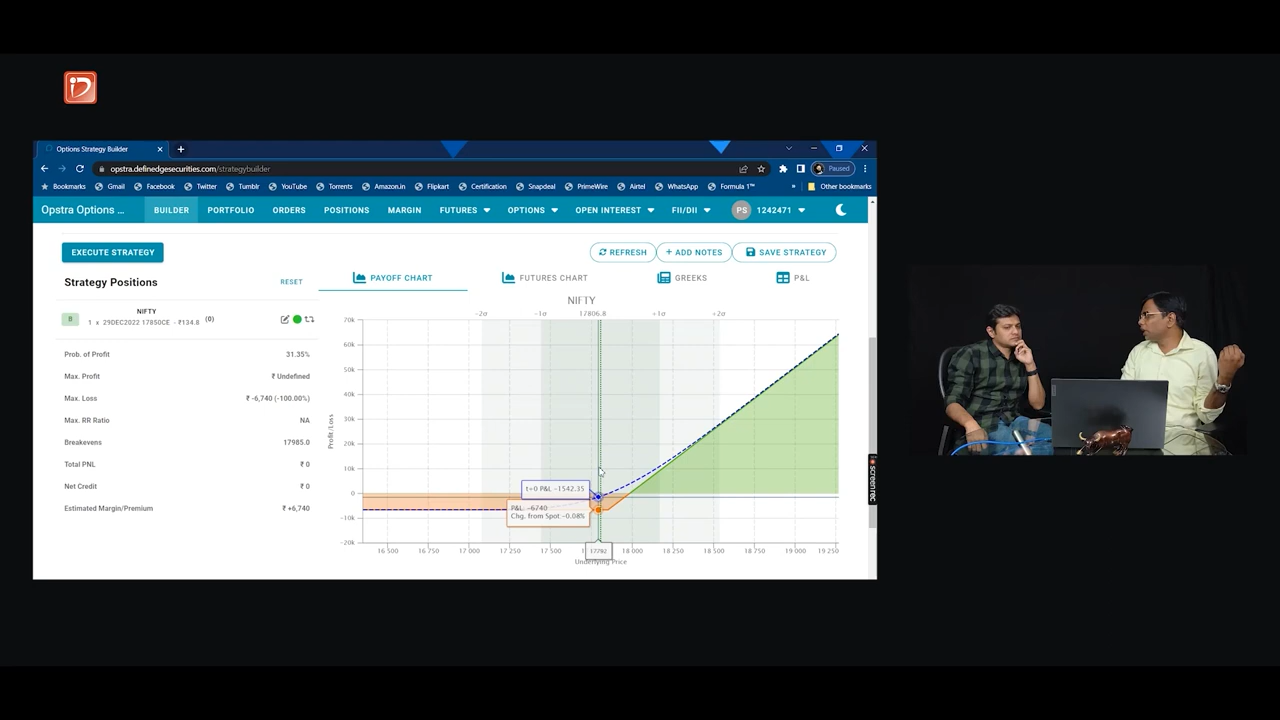 Options Strategy Builder
opstra.definedgesecurities.com/strategybuilder
Paused
Bookmarks Gmail Facebook Twitter Tumblr YouTube Torrents Amazon.in Flipkart Certification Snapdeal PrimeWire Airtel WhatsApp Formula 1™ » Other bookmarks
Opstra Options ... BUILDER PORTFOLIO ORDERS POSITIONS MARGIN FUTURES OPTIONS OPEN INTEREST FII/DII PS 1242471
EXECUTE STRATEGY
REFRESH + ADD NOTES SAVE STRATEGY
Strategy Positions RESET
PAYOFF CHART FUTURES CHART GREEKS P&L
B NIFTY
1 x 29DEC2022 17850CE - ₹134.8 (0)
Prob. of Profit 31.35%
Max. Profit ₹ Undefined
Max. Loss ₹ -6,740 (-100.00%)
Max. RR Ratio NA
Breakevens 17985.0
Total PNL ₹ 0
Net Credit ₹ 0
Estimated Margin/Premium ₹ +6,740
NIFTY
-2σ -1σ 17806.8 +1σ +2σ
70k
60k
50k
40k
30k
20k
10k
0
-10k
-20k
Profit/Loss
t+0 P&L -1542.35
P&L: -6740
Chg. from Spot -0.08%
16 500 16 750 17 000 17 250 17 500 17792 18 000 18 250 18 500 18 750 19 000 19 250
Underlying Price
screenrec